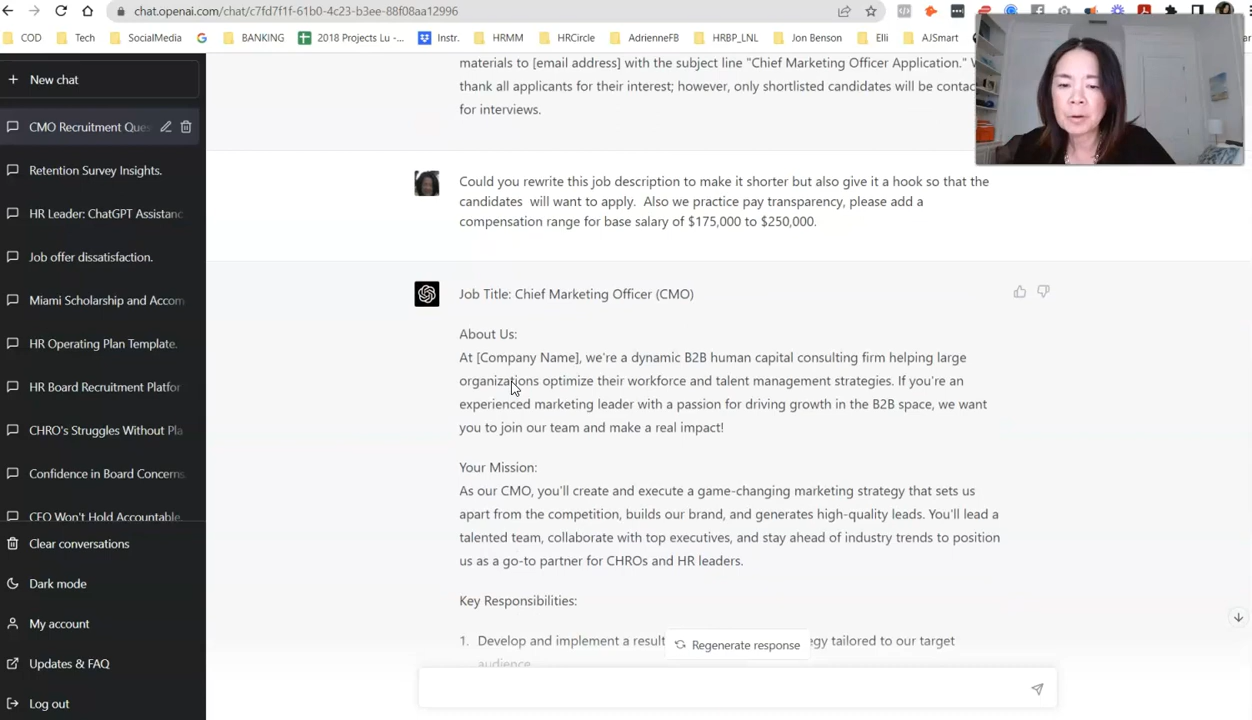 chat.openai.com/chat/c7fd7f1f-61b0-4c23-b3ee-88f08aa12996
COD Tech SocialMedia BANKING 2018 Projects Lu -... Instr. HRMM HRCircle AdrienneFB HRBP_LNL Jon Benson Elli AJSmart
New chat
CMO Recruitment Ques
Retention Survey Insights.
HR Leader: ChatGPT Assistanc
Job offer dissatisfaction.
Miami Scholarship and Accom
HR Operating Plan Template.
HR Board Recruitment Platfor
CHRO's Struggles Without Pla
Confidence in Board Concerns.
CEO Won't Hold Accountable.
Clear conversations
Dark mode
My account
Updates & FAQ
Log out
materials to [email address] with the subject line "Chief Marketing Officer Application." W
thank all applicants for their interest; however, only shortlisted candidates will be contac
for interviews.
Could you rewrite this job description to make it shorter but also give it a hook so that the
candidates will want to apply. Also we practice pay transparency, please add a
compensation range for base salary of $175,000 to $250,000.
Job Title: Chief Marketing Officer (CMO)
About Us:
At [Company Name], we're a dynamic B2B human capital consulting firm helping large
organizations optimize their workforce and talent management strategies. If you're an
experienced marketing leader with a passion for driving growth in the B2B space, we want
you to join our team and make a real impact!
Your Mission:
As our CMO, you'll create and execute a game-changing marketing strategy that sets us
apart from the competition, builds our brand, and generates high-quality leads. You'll lead a
talented team, collaborate with top executives, and stay ahead of industry trends to position
us as a go-to partner for CHROs and HR leaders.
Key Responsibilities:
1. Develop and implement a result egy tailored to our target
audience
Regenerate response